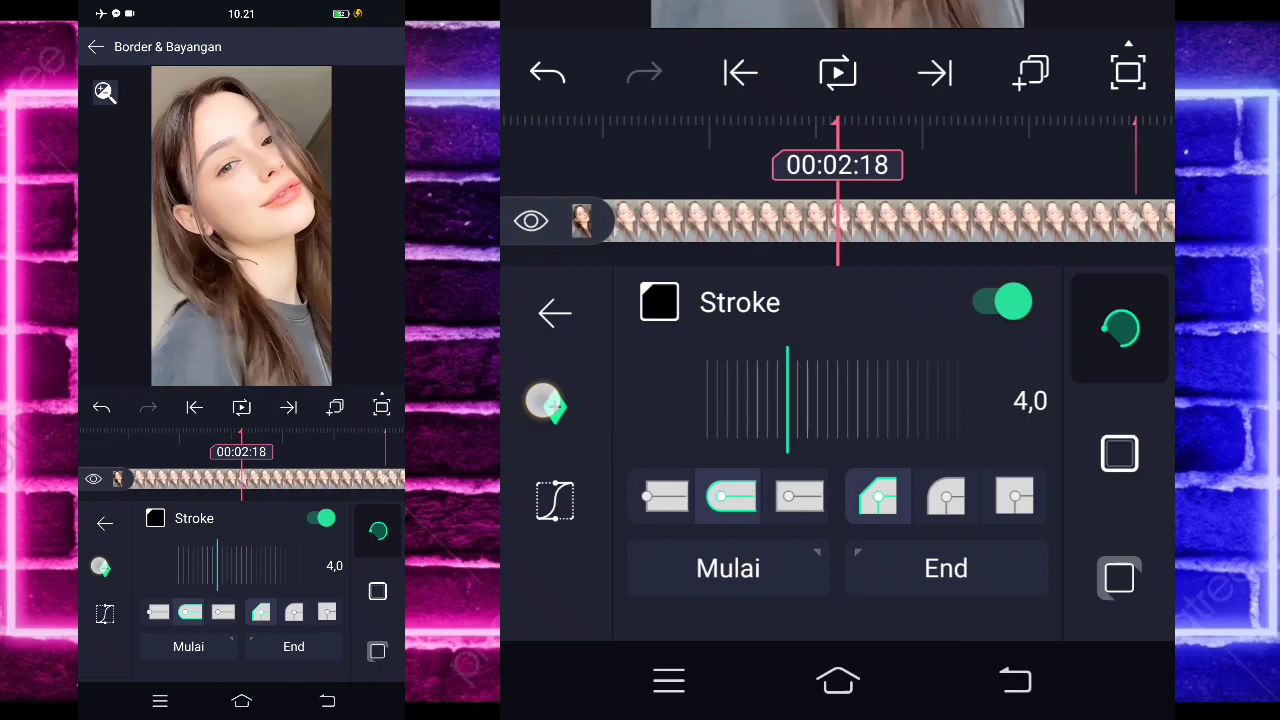 10.21
Border & Bayangan
00:02:18
Stroke
4,0
Mulai
End
00:02:18
Stroke
4,0
Mulai
End